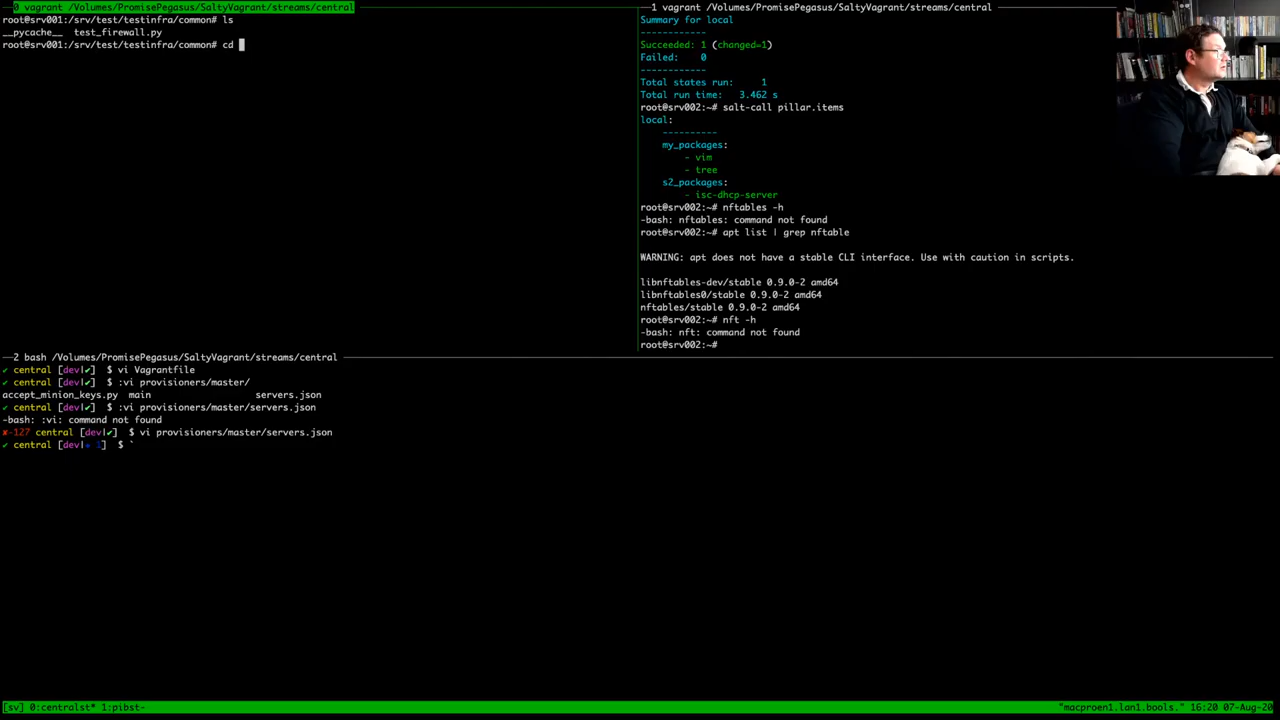 0 vagrant /Volumes/PromisePegasus/SaltyVagrant/streams/central
root@srv001:/srv/test/testinfra/common# ls
__pycache__  test_firewall.py
root@srv001:/srv/test/testinfra/common# cd
1 vagrant /Volumes/PromisePegasus/SaltyVagrant/streams/central
Summary for local
------------
Succeeded: 1 (changed=1)
Failed:    0
------------
Total states run:     1
Total run time:   3.462 s
root@srv002:~# salt-call pillar.items
local:
    ----------
    my_packages:
        - vim
        - tree
    s2_packages:
        - isc-dhcp-server
root@srv002:~# nftables -h
-bash: nftables: command not found
root@srv002:~# apt list | grep nftable
WARNING: apt does not have a stable CLI interface. Use with caution in scripts.
libnftables-dev/stable 0.9.0-2 amd64
libnftables0/stable 0.9.0-2 amd64
nftables/stable 0.9.0-2 amd64
root@srv002:~# nft -h
-bash: nft: command not found
root@srv002:~#
2 bash /Volumes/PromisePegasus/SaltyVagrant/streams/central
✔ central [dev|✔]  $ vi Vagrantfile
✔ central [dev|✔]  $ :vi provisioners/master/
accept_minion_keys.py  main                   servers.json
✔ central [dev|✔]  $ :vi provisioners/master/servers.json
-bash: :vi: command not found
✘-127 central [dev|✔]  $ vi provisioners/master/servers.json
✔ central [dev| 1]  $ `
[sv] 0:centralst* 1:pibst-
"macproen1.lan1.bools." 16:20 07-Aug-20